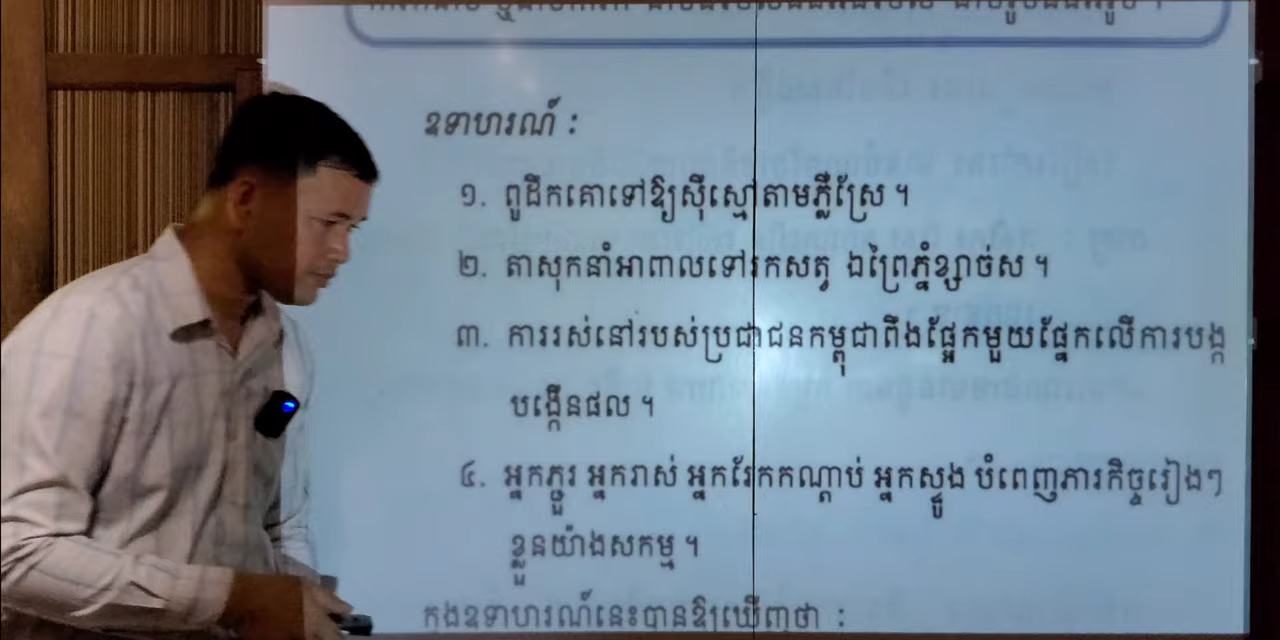 ឧទាហរណ៍ ៖
១. ពូដឹកគោទៅឱ្យស៊ីស្មៅតាមភ្លឺស្រែ ។
២. តាសុកនាំអាពាលទៅរកសត្វ ឯព្រៃភ្នំខ្សាច់ស ។
៣. ការរស់នៅរបស់ប្រជាជនកម្ពុជាពឹងផ្អែកមួយផ្នែកលើការបង្ក
បង្កើនផល ។
៤. អ្នកភ្ជួរ អ្នករាស់ អ្នករែកកណ្ដាប់ អ្នកស្ទូង បំពេញភារកិច្ចរៀងៗ
ខ្លួនយ៉ាងសកម្ម ។
ក្នុងឧទាហរណ៍នេះបានឱ្យឃើញថា ៖